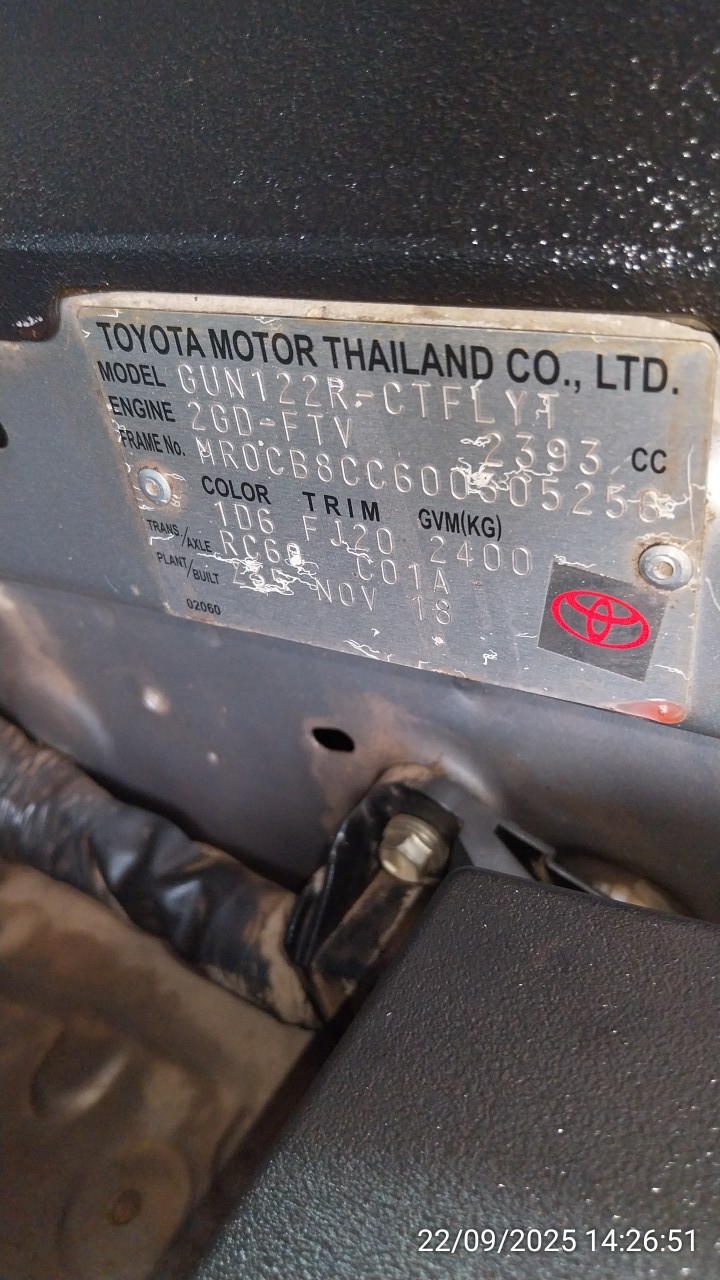 TOYOTA MOTOR THAILAND CO., LTD.
MODEL GUN122R-CTFLYT
ENGINE 2GD-FTV 2393 CC
FRAME No.
COLOR TRIM GVM(KG)
1D6 FJ20 2400
TRANS./AXLE C01A
PLANT/BUILT NOV 18
02060
22/09/2025 14:26:51